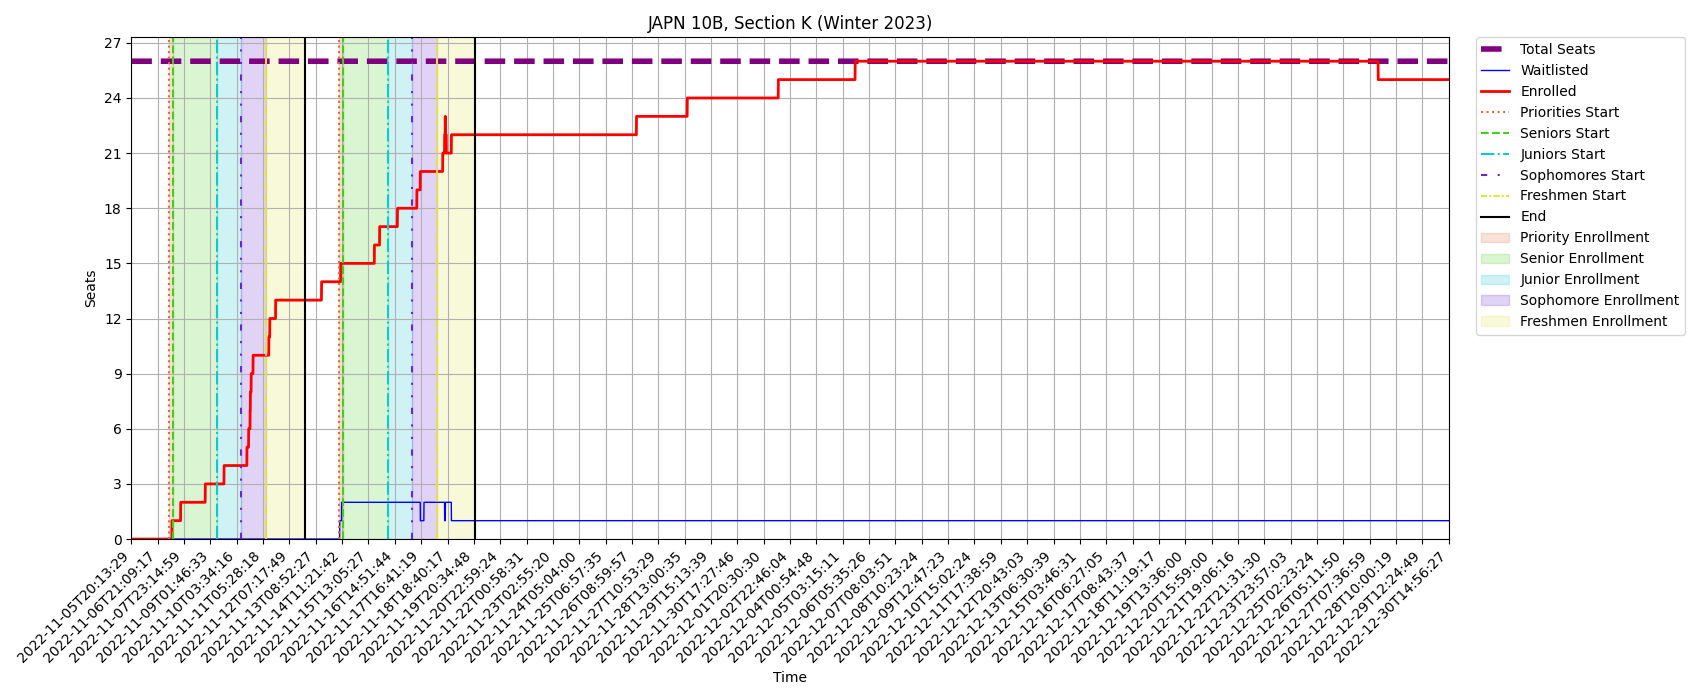 JAPN 10B, Section K (Winter 2023)
27
24
21
18
15
12
9
6
3
0
Seats
2022-11-05T20:13:29
2022-11-06T21:09:17
2022-11-07T23:14:59
2022-11-09T01:46:33
2022-11-10T03:34:16
2022-11-11T05:28:18
2022-11-12T07:17:49
2022-11-13T08:52:27
2022-11-14T11:21:42
2022-11-15T13:05:27
2022-11-16T14:51:44
2022-11-17T16:41:19
2022-11-18T18:40:17
2022-11-19T20:34:48
2022-11-20T22:59:24
2022-11-22T00:58:31
2022-11-23T02:55:20
2022-11-24T05:04:00
2022-11-25T06:57:35
2022-11-26T08:59:57
2022-11-27T10:53:29
2022-11-28T13:00:35
2022-11-29T15:13:39
2022-11-30T17:27:46
2022-12-01T20:30:30
2022-12-02T22:46:04
2022-12-04T00:54:48
2022-12-05T03:15:11
2022-12-06T05:35:26
2022-12-07T08:03:51
2022-12-08T10:23:24
2022-12-09T12:47:23
2022-12-10T15:02:24
2022-12-11T17:38:59
2022-12-12T20:43:03
2022-12-13T06:30:39
2022-12-15T03:46:31
2022-12-16T06:27:05
2022-12-17T08:43:37
2022-12-18T11:19:17
2022-12-19T13:36:00
2022-12-20T15:59:00
2022-12-21T19:06:16
2022-12-22T21:31:30
2022-12-23T23:57:03
2022-12-25T02:23:24
2022-12-26T05:11:50
2022-12-27T07:36:59
2022-12-28T10:00:19
2022-12-29T12:24:49
2022-12-30T14:56:27
Time
Total Seats
Waitlisted
Enrolled
Priorities Start
Seniors Start
Juniors Start
Sophomores Start
Freshmen Start
End
Priority Enrollment
Senior Enrollment
Junior Enrollment
Sophomore Enrollment
Freshmen Enrollment